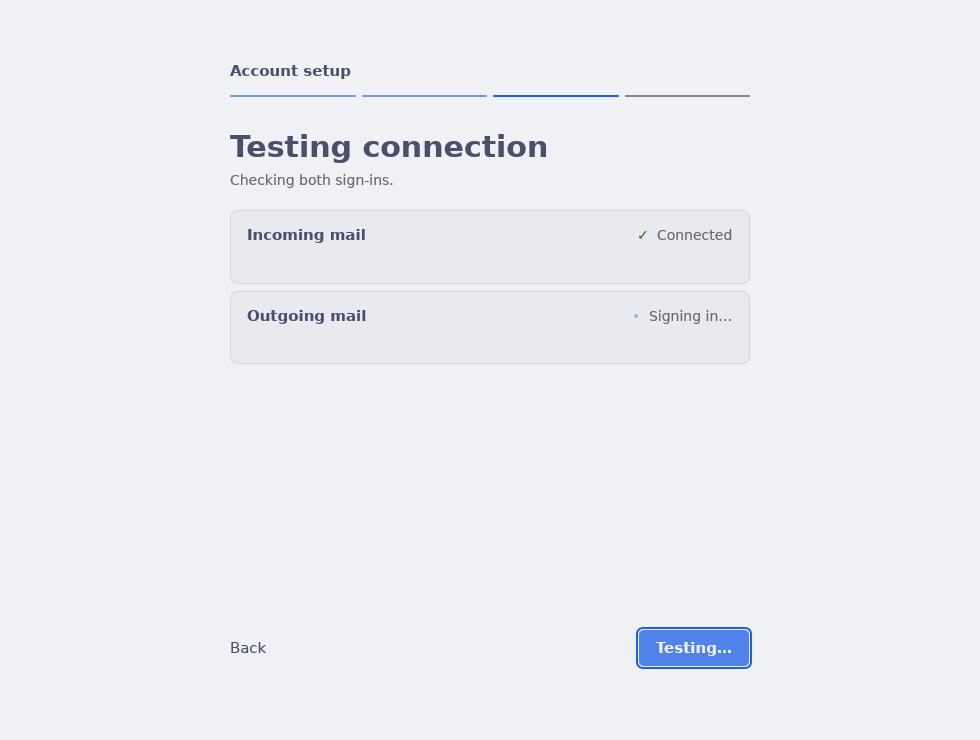 Account setup
Testing connection
Checking both sign-ins.
Incoming mail
✓ Connected
Outgoing mail
Signing in…
Back
Testing…